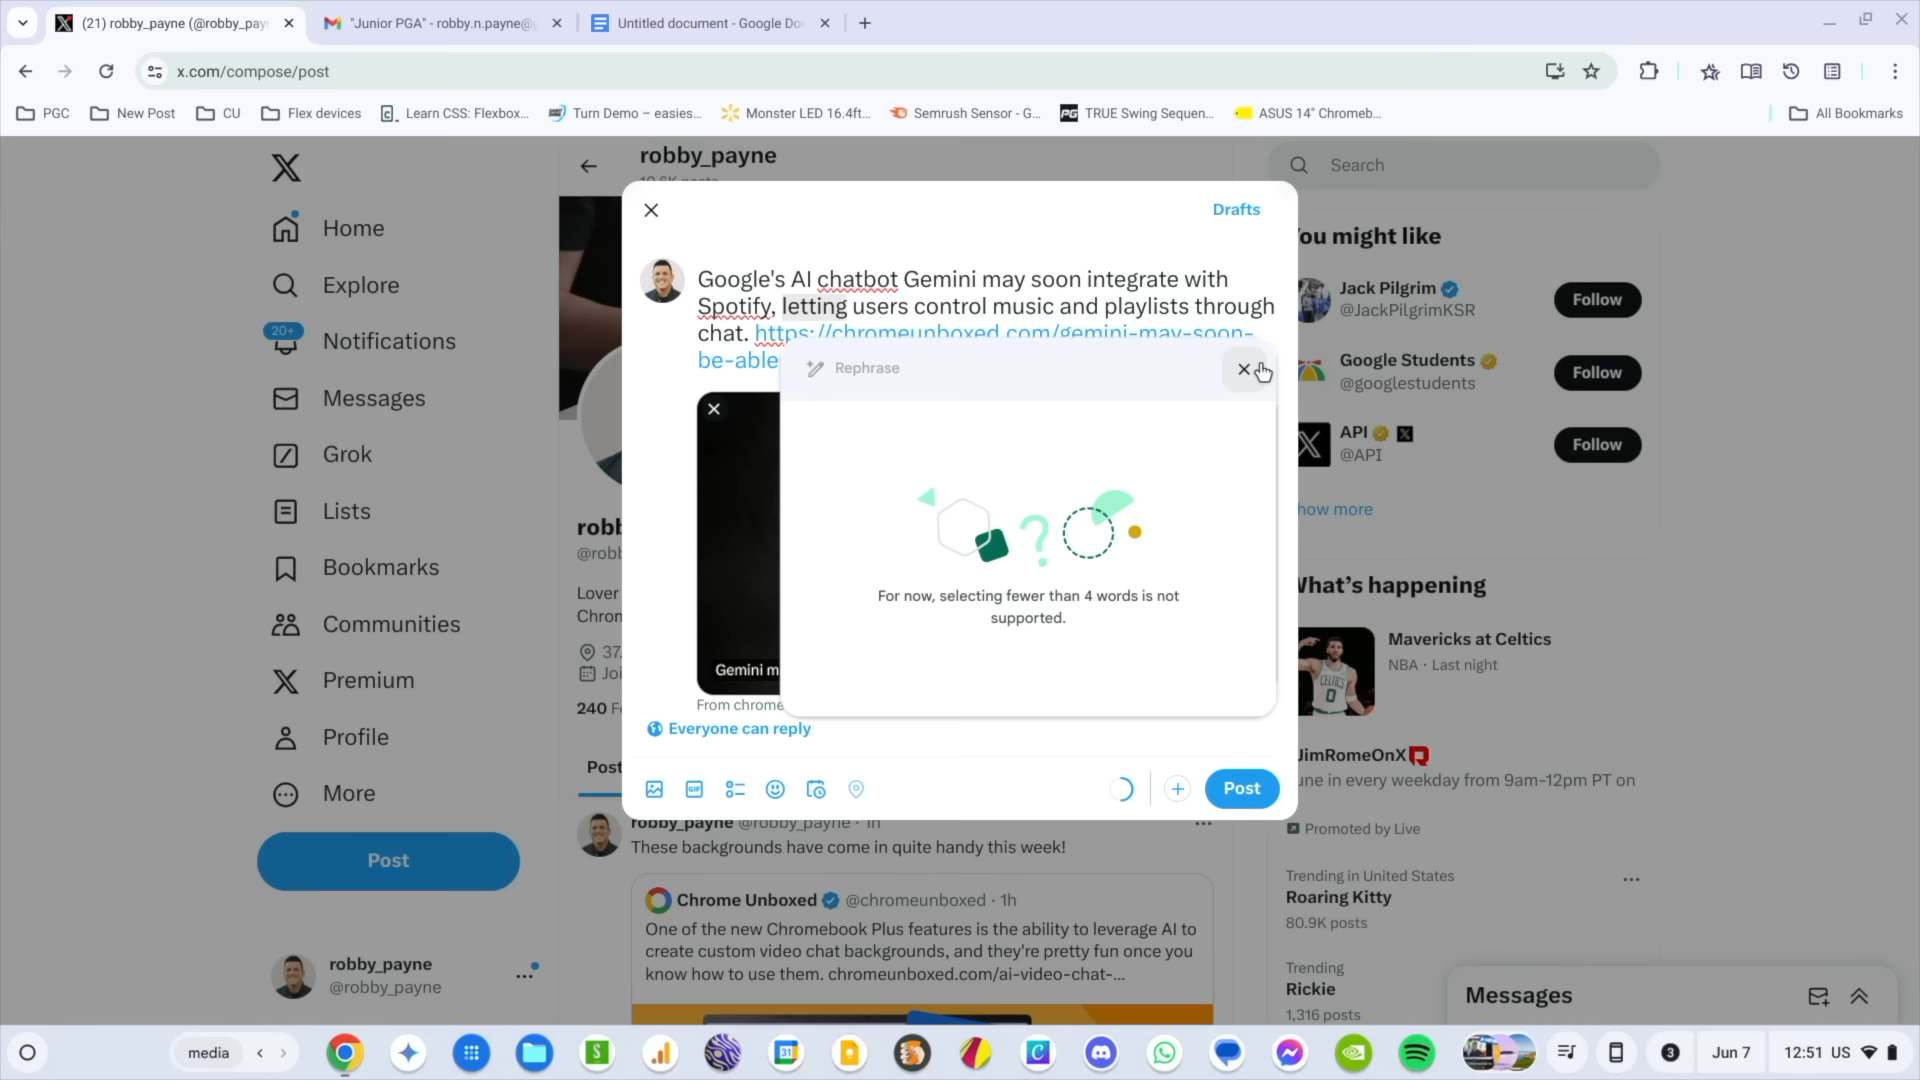 (21) robby_payne (@robby_pay
"Junior PGA" - robby.n.payne@
Untitled document - Google Do
x.com/compose/post
PGC
New Post
CU
Flex devices
Learn CSS: Flexbox...
Turn Demo – easies...
Monster LED 16.4ft...
Semrush Sensor - G...
PG
TRUE Swing Sequen...
ASUS 14" Chromeb...
All Bookmarks
Home
Explore
20+
Notifications
Messages
Grok
Lists
Bookmarks
Communities
Premium
Profile
More
Post
robby_payne
@robby_payne
robby_payne
Lover
240
Post
Drafts
Google's AI chatbot Gemini may soon integrate with
Spotify, letting users control music and playlists through
chat. https://chromeunboxed.com/gemini-may-soon-
be-able
Rephrase
For now, selecting fewer than 4 words is not
supported.
Gemini m
From chrome
Everyone can reply
GIF
Post
robby_payne @robby_payne · 1h
These backgrounds have come in quite handy this week!
Chrome Unboxed @chromeunboxed · 1h
One of the new Chromebook Plus features is the ability to leverage AI to
create custom video chat backgrounds, and they're pretty fun once you
know how to use them. chromeunboxed.com/ai-video-chat-...
Search
You might like
Jack Pilgrim
@JackPilgrimKSR
Follow
Google Students
@googlestudents
Follow
API
@API
Follow
how more
What's happening
Mavericks at Celtics
NBA · Last night
JimRomeOnX
une in every weekday from 9am–12pm PT on
Promoted by Live
Trending in United States
Roaring Kitty
80.9K posts
Trending
Rickie
1,316 posts
Messages
media
31
3
Jun 7
12:51 US